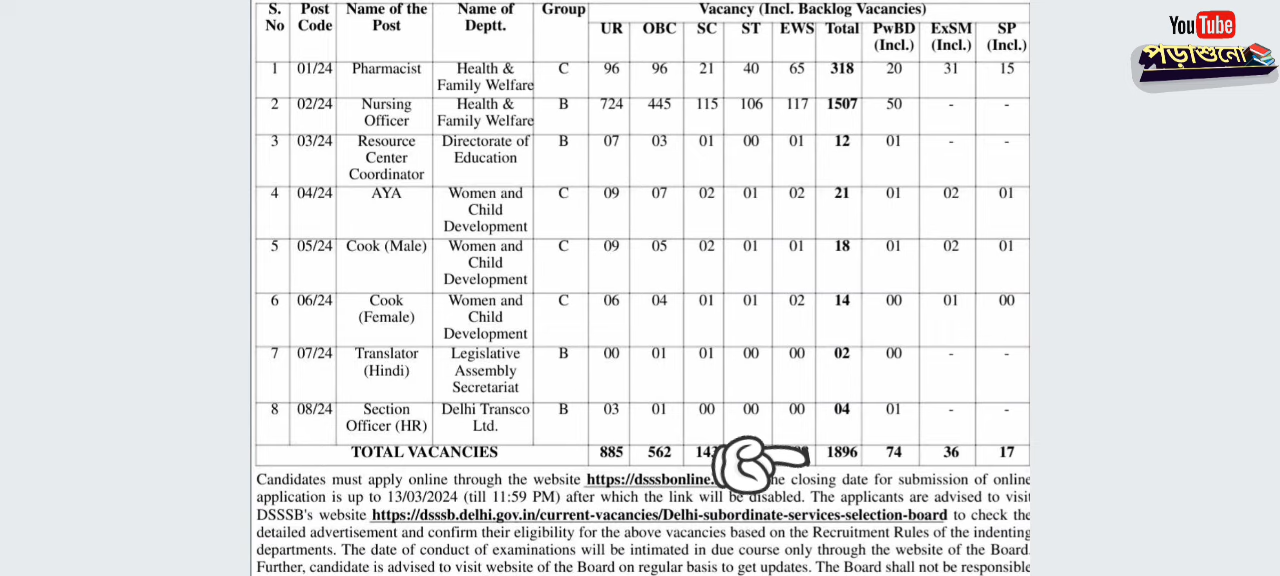 S. No Post Code Name of the Post Name of Deptt. Group Vacancy (Incl. Backlog Vacancies)
UR OBC SC ST EWS Total PwBD (Incl.) ExSM (Incl.) SP (Incl.)
1 01/24 Pharmacist Health & Family Welfare C 96 96 21 40 65 318 20 31 15
2 02/24 Nursing Officer Health & Family Welfare B 724 445 115 106 117 1507 50 - -
3 03/24 Resource Center Coordinator Directorate of Education B 07 03 01 00 01 12 01 - -
4 04/24 AYA Women and Child Development C 09 07 02 01 02 21 01 02 01
5 05/24 Cook (Male) Women and Child Development C 09 05 02 01 01 18 01 02 01
6 06/24 Cook (Female) Women and Child Development C 06 04 01 01 02 14 00 01 00
7 07/24 Translator (Hindi) Legislative Assembly Secretariat B 00 01 01 00 00 02 00 - -
8 08/24 Section Officer (HR) Delhi Transco Ltd. B 03 01 00 00 00 04 01 - -
TOTAL VACANCIES 885 562 1896 74 36 17
Candidates must apply online through the website https://dsssbonline. closing date for submission of online
application is up to 13/03/2024 (till 11:59 PM) after which the link will be disabled. The applicants are advised to visit
DSSSB's website https://dsssb.delhi.gov.in/current-vacancies/Delhi-subordinate-services-selection-board to check the
detailed advertisement and confirm their eligibility for the above vacancies based on the Recruitment Rules of the indenting
departments. The date of conduct of examinations will be intimated in due course only through the website of the Board
Further, candidate is advised to visit website of the Board on regular basis to get updates. The Board shall not be responsible
YouTube
পড়াশুনো